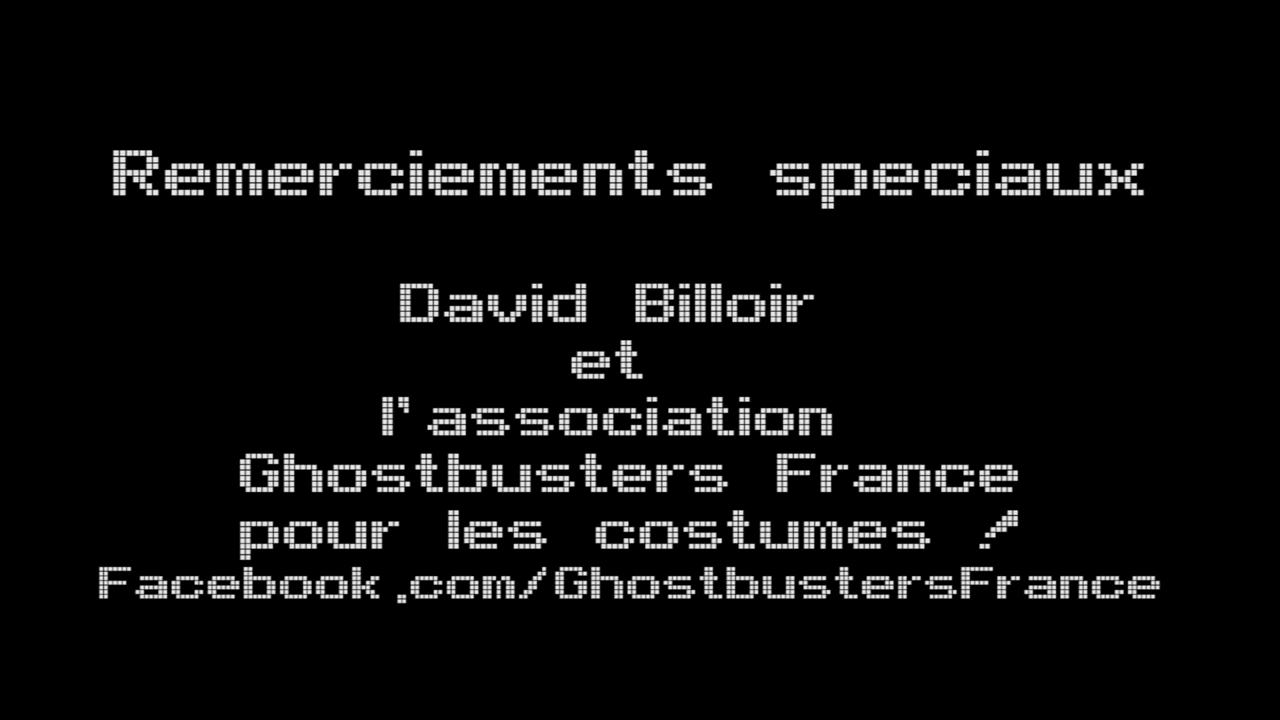 Remerciements speciaux
David Billoir
et
l'association
Ghostbusters France
pour les costumes !
Facebook.com/GhostbustersFrance